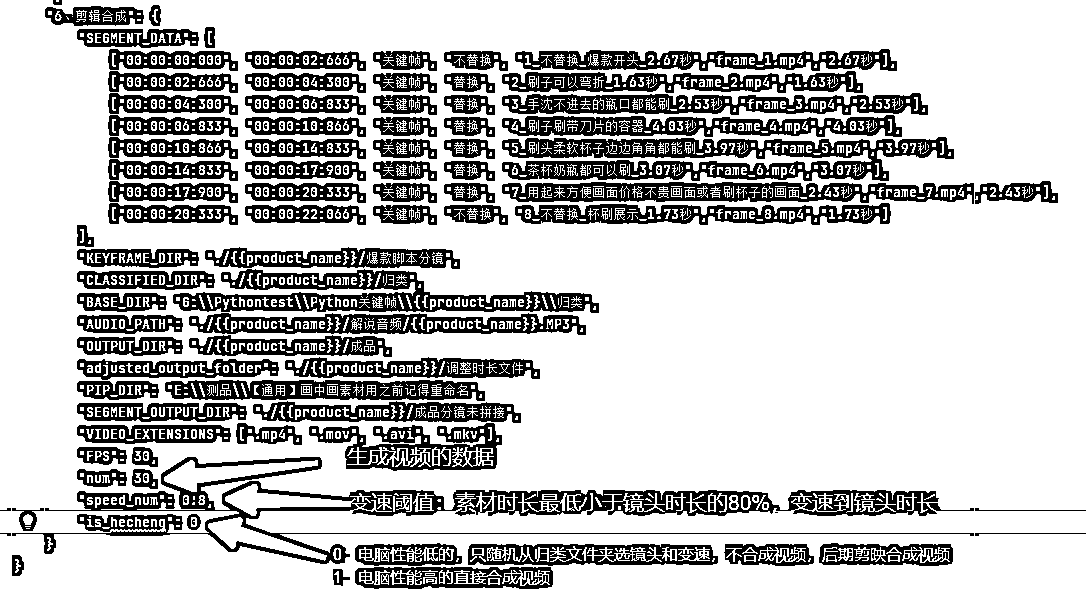 "6、剪辑合成": {
"SEGMENT_DATA": [
["00:00:00:000", "00:00:02:666", "关键帧", "不替换", "1_不替换_爆款开头_2.67秒","frame_1.mp4","2.67秒"],
["00:00:02:666", "00:00:04:300", "关键帧", "替换", "2_刷子可以弯折_1.63秒","frame_2.mp4","1.63秒"],
["00:00:04:300", "00:00:06:833", "关键帧", "替换", "3_手沈不进去的瓶口都能刷_2.53秒","frame_3.mp4","2.53秒"],
["00:00:06:833", "00:00:10:866", "关键帧", "替换", "4_刷子刷带刀片的容器_4.03秒","frame_4.mp4","4.03秒"],
["00:00:10:866", "00:00:14:833", "关键帧", "替换", "5_刷头柔软杯子边边角角都能刷_3.97秒","frame_5.mp4","3.97秒"],
["00:00:14:833", "00:00:17:900", "关键帧", "替换", "6_茶杯奶瓶都可以刷_3.07秒","frame_6.mp4","3.07秒"],
["00:00:17:900", "00:00:20:333", "关键帧", "替换", "7_用起来方便画面价格不贵画面或者刷杯子的画面_2.43秒","frame_7.mp4","2.43秒"],
["00:00:20:333", "00:00:22:066", "关键帧", "不替换", "8_不替换_杯刷展示_1.73秒","frame_8.mp4","1.73秒"]
],
"KEYFRAME_DIR": "./{{product_name}}/爆款脚本分镜",
"CLASSIFIED_DIR": "./{{product_name}}/归类",
"BASE_DIR": "G:\\Pythontest\\Python关键帧\\{{product_name}}\\归类",
"AUDIO_PATH": "./{{product_name}}/解说音频/{{product_name}}.MP3",
"OUTPUT_DIR": "./{{product_name}}/成品",
"adjusted_output_folder": "./{{product_name}}/调整时长文件",
"PIP_DIR": "E:\\测品\\【通用】画中画素材用之前记得重命名",
"SEGMENT_OUTPUT_DIR": "./{{product_name}}/成品分镜未拼接",
"VIDEO_EXTENSIONS": [".mp4", ".mov", ".avi", ".mkv"],
"FPS": 30,
生成视频的数据
"num": 30,
"speed_num": 0.8,
变速阈值：素材时长最低小于镜头时长的80%，变速到镜头时长
"is_hecheng": 0
0- 电脑性能低的，只随机从归类文件夹选镜头和变速，不合成视频，后期剪映合成视频
1- 电脑性能高的直接合成视频
}
}